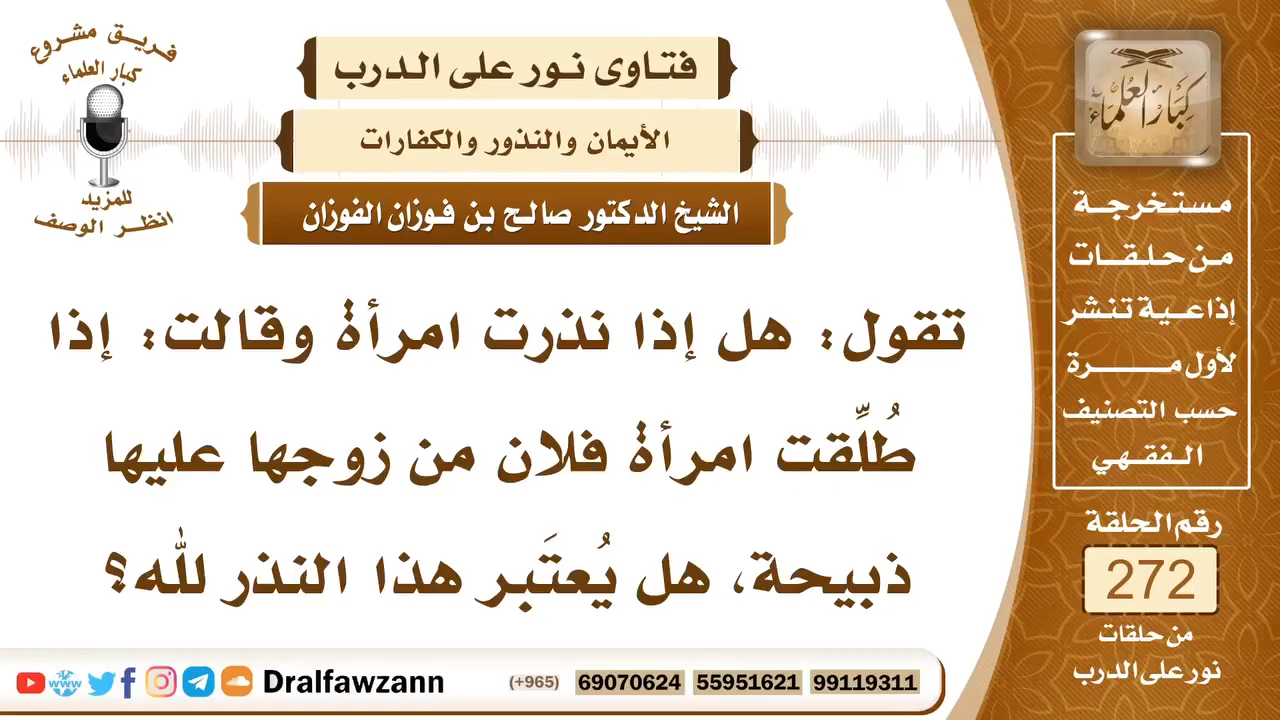 فريق مشروع
كبار العلماء
للمزيد
انظر الوصف
فتاوى نور على الدرب
الأيمان والنذور والكفارات
الشيخ الدكتور صالح بن فوزان الفوزان
تقول: هل إذا نذرت امرأة وقالت: إذا
طُلِّقت امرأة فلان من زوجها عليها
ذبيحة، هل يُعتَبر هذا النذر لله؟
كبار العلماء
مستخرجة
من حلقات
إذاعية تنشر
لأول مرة
حسب التصنيف
الفقهي
رقم الحلقة
272
من حلقات
نور على الدرب
www Dralfawzann (+965) 69070624 55951621 99119311